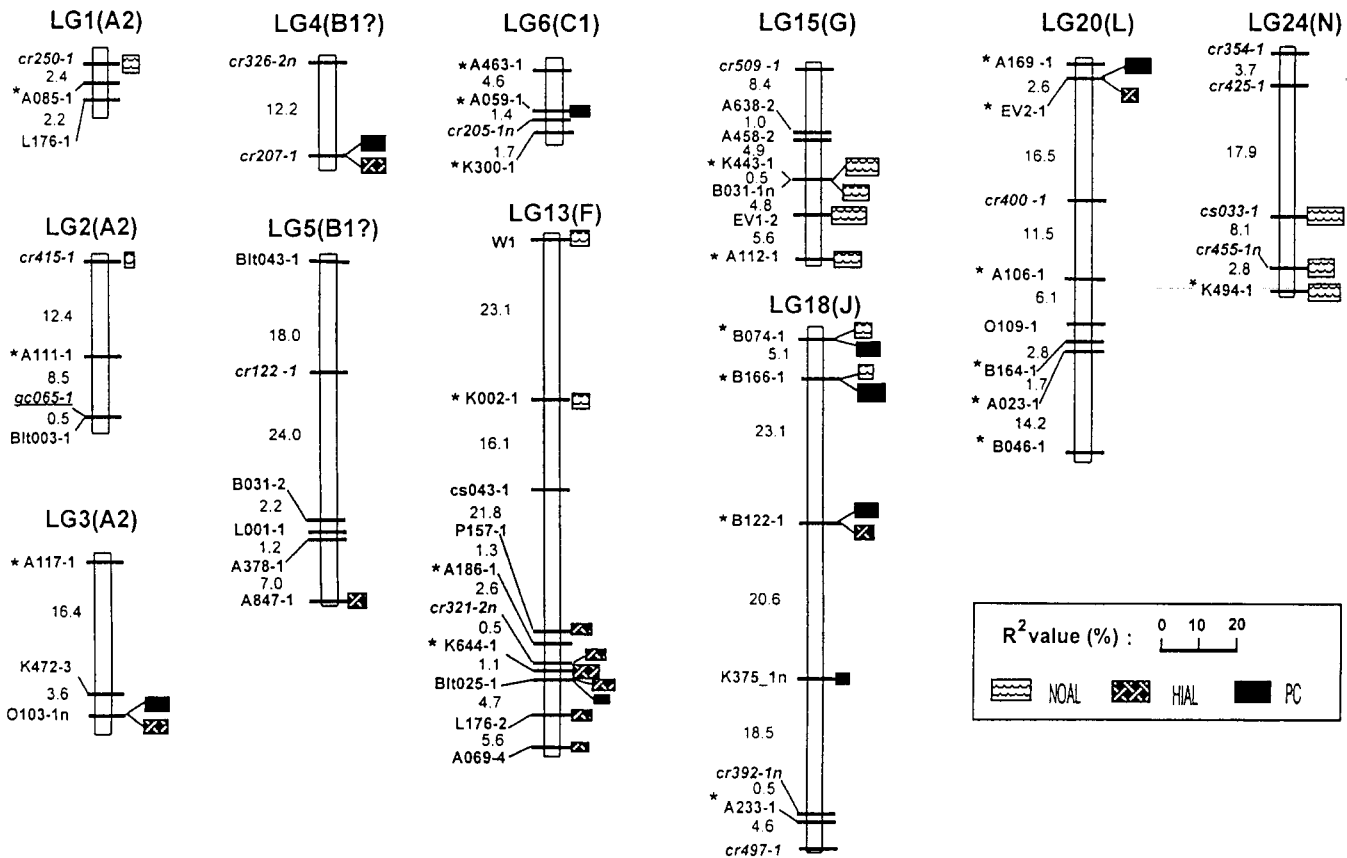 LG1(A2)
cr250-1
2.4
* A085-1
2.2
L176-1
LG2(A2)
cr415-1
12.4
* A111-1
8.5
gc065-1
0.5
Blt003-1
LG3(A2)
* A117-1
16.4
K472-3
3.6
O103-1n
LG4(B1?)
cr326-2n
12.2
cr207-1
LG5(B1?)
Blt043-1
18.0
cr122 -1
24.0
B031-2
2.2
L001-1
1.2
A378-1
7.0
A847-1
LG6(C1)
* A463-1
4.6
* A059-1
1.4
cr205-1n
1.7
* K300-1
LG13(F)
W1
23.1
* K002-1
16.1
cs043-1
21.8
P157-1
1.3
* A186-1
2.6
cr321-2n
0.5
* K644-1
1.1
Blt025-1
4.7
L176-2
5.6
A069-4
LG15(G)
cr509 -1
8.4
A638-2
1.0
A458-2
4.9
* K443-1
0.5
B031-1n
4.8
EV1-2
5.6
* A112-1
LG18(J)
* B074-1
5.1
* B166-1
23.1
* B122-1
20.6
K375_1n
18.5
cr392-1n
0.5
* A233-1
4.6
cr497-1
LG20(L)
* A169 -1
2.6
* EV2-1
16.5
cr400 -1
11.5
* A106-1
6.1
O109-1
2.8
* B164-1
1.7
* A023-1
14.2
* B046-1
LG24(N)
cr354-1
3.7
cr425-1
17.9
cs033-1
8.1
cr455-1n
2.8
* K494-1
R² value (%) : 0 10 20
NOAL HIAL PC